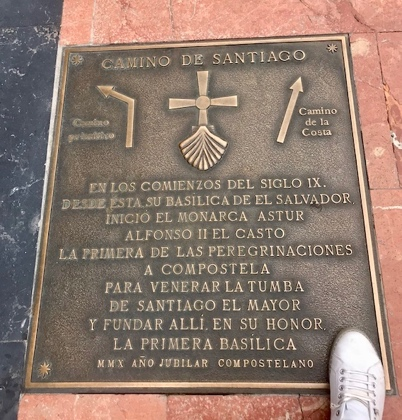 CAMINO DE SANTIAGO
Camino
primitivo
Camino
de la
Costa
EN LOS COMIENZOS DEL SIGLO IX,
DESDE ESTA, SU BASILICA DE EL SALVADOR,
INICIÓ EL MONARCA ASTUR
ALFONSO II EL CASTO
LA PRIMERA DE LAS PEREGRINACIONES
A COMPOSTELA
PARA VENERAR LA TUMBA
DE SANTIAGO EL MAYOR
Y FUNDAR ALLÍ, EN SU HONOR,
LA PRIMERA BASÍLICA
MMX AÑO JUBILAR COMPOSTELANO